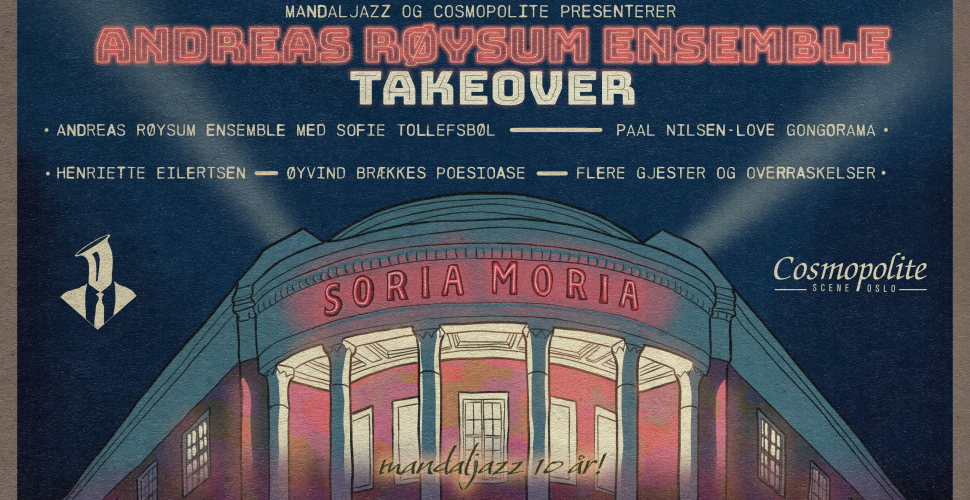 MANDALJAZZ OG COSMOPOLITE PRESENTERER
ANDREAS RØYSUM ENSEMBLE
TAKEOVER
• ANDREAS RØYSUM ENSEMBLE MED SOFIE TOLLEFSBØL — PAAL NILSEN-LOVE GONGORAMA •
• HENRIETTE EILERTSEN — ØYVIND BRÆKKES POESIOASE — FLERE GJESTER OG OVERRASKELSER •
SORIA MORIA
Cosmopolite
SCENE OSLO
mandaljazz 10 år!